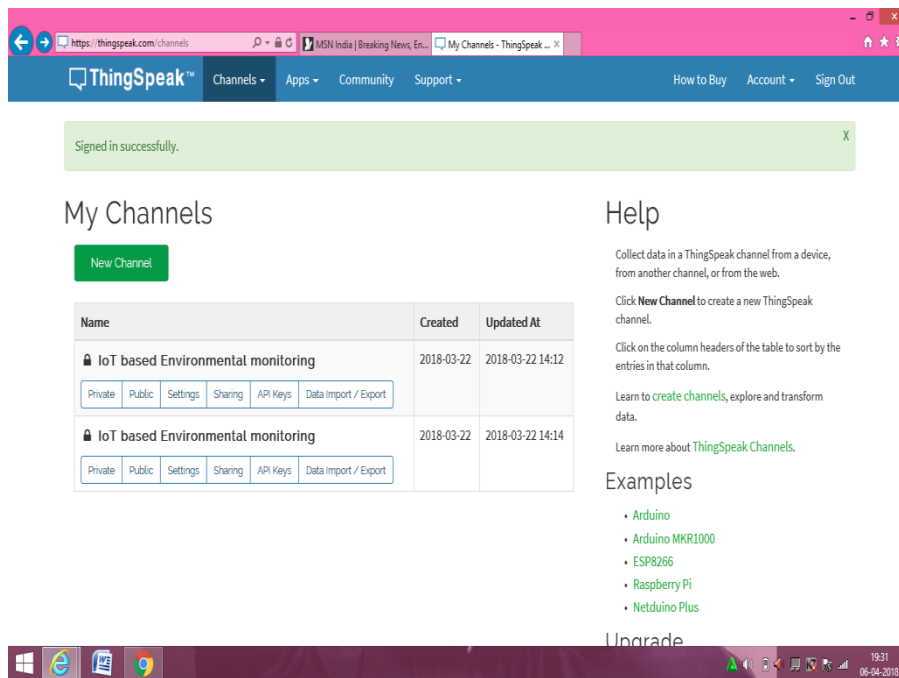 https://thingspeak.com/channels
MSN India | Breaking News, En...
My Channels - ThingSpeak ...
ThingSpeak™ Channels Apps Community Support How to Buy Account Sign Out
Signed in successfully.
X
My Channels
New Channel
Name Created Updated At
IoT based Environmental monitoring 2018-03-22 2018-03-22 14:12
Private Public Settings Sharing API Keys Data Import / Export
IoT based Environmental monitoring 2018-03-22 2018-03-22 14:14
Private Public Settings Sharing API Keys Data Import / Export
Help
Collect data in a ThingSpeak channel from a device,
from another channel, or from the web.
Click New Channel to create a new ThingSpeak
channel.
Click on the column headers of the table to sort by the
entries in that column.
Learn to create channels, explore and transform
data.
Learn more about ThingSpeak Channels.
Examples
• Arduino
• Arduino MKR1000
• ESP8266
• Raspberry Pi
• Netduino Plus
Upgrade
19:31
06-04-2018